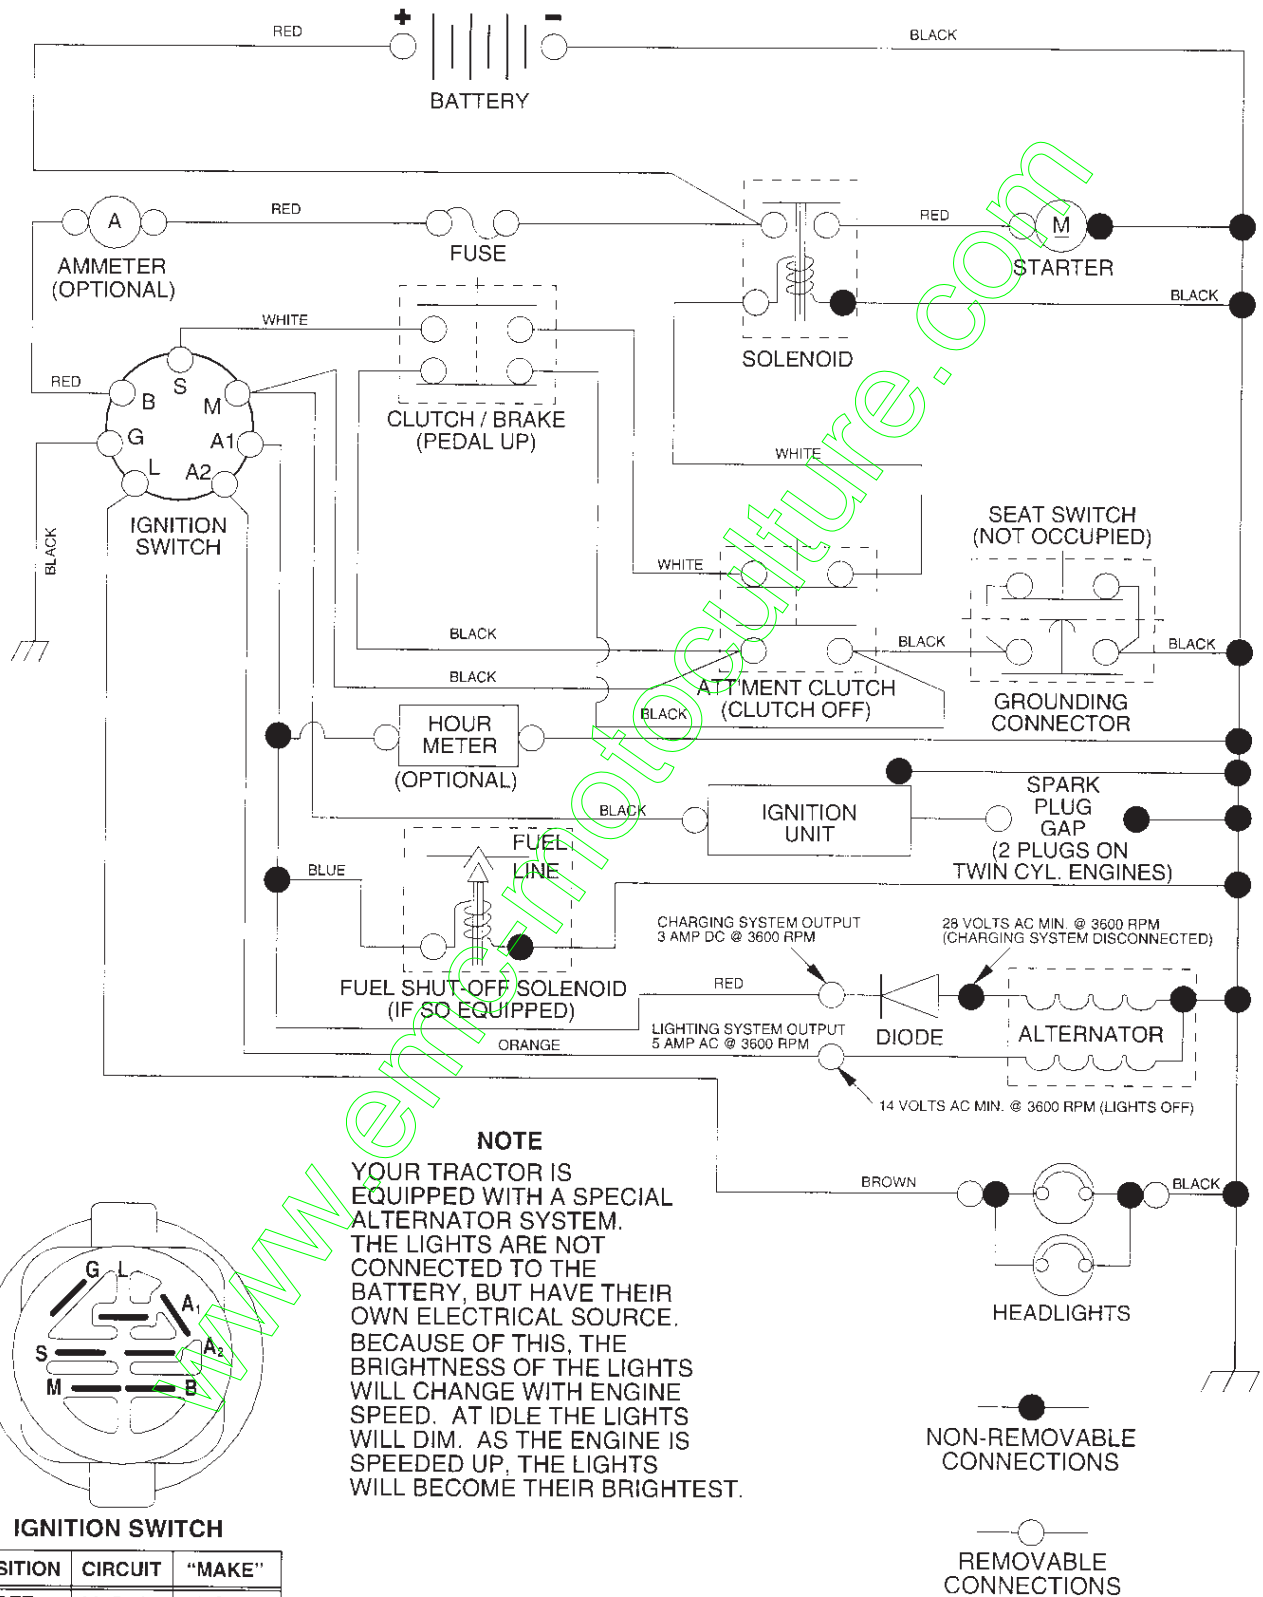 RED
+
-
BLACK
BATTERY
A
RED
FUSE
RED
M
STARTER
AMMETER
(OPTIONAL)
BLACK
WHITE
SOLENOID
S
RED
B
M
CLUTCH / BRAKE
(PEDAL UP)
G
A1
L
A2
WHITE
IGNITION
SWITCH
BLACK
SEAT SWITCH
(NOT OCCUPIED)
WHITE
BLACK
BLACK
BLACK
BLACK
ATT'MENT CLUTCH
(CLUTCH OFF)
BLACK
GROUNDING
CONNECTOR
HOUR
METER
(OPTIONAL)
BLACK
IGNITION
UNIT
SPARK
PLUG
GAP
(2 PLUGS ON
TWIN CYL. ENGINES)
FUEL
LINE
BLUE
CHARGING SYSTEM OUTPUT
3 AMP DC @ 3600 RPM
28 VOLTS AC MIN. @ 3600 RPM
(CHARGING SYSTEM DISCONNECTED)
FUEL SHUT-OFF SOLENOID
(IF SO EQUIPPED)
RED
DIODE
ALTERNATOR
LIGHTING SYSTEM OUTPUT
5 AMP AC @ 3600 RPM
ORANGE
14 VOLTS AC MIN. @ 3600 RPM (LIGHTS OFF)
NOTE
YOUR TRACTOR IS
EQUIPPED WITH A SPECIAL
ALTERNATOR SYSTEM.
THE LIGHTS ARE NOT
CONNECTED TO THE
BATTERY, BUT HAVE THEIR
OWN ELECTRICAL SOURCE.
BECAUSE OF THIS, THE
BRIGHTNESS OF THE LIGHTS
WILL CHANGE WITH ENGINE
SPEED. AT IDLE THE LIGHTS
WILL DIM. AS THE ENGINE IS
SPEEDED UP, THE LIGHTS
WILL BECOME THEIR BRIGHTEST.
BROWN
BLACK
HEADLIGHTS
G L
A1
A2
S
M
B
IGNITION SWITCH
SITION CIRCUIT "MAKE"
NON-REMOVABLE
CONNECTIONS
REMOVABLE
CONNECTIONS
www.emc-motoculture.com